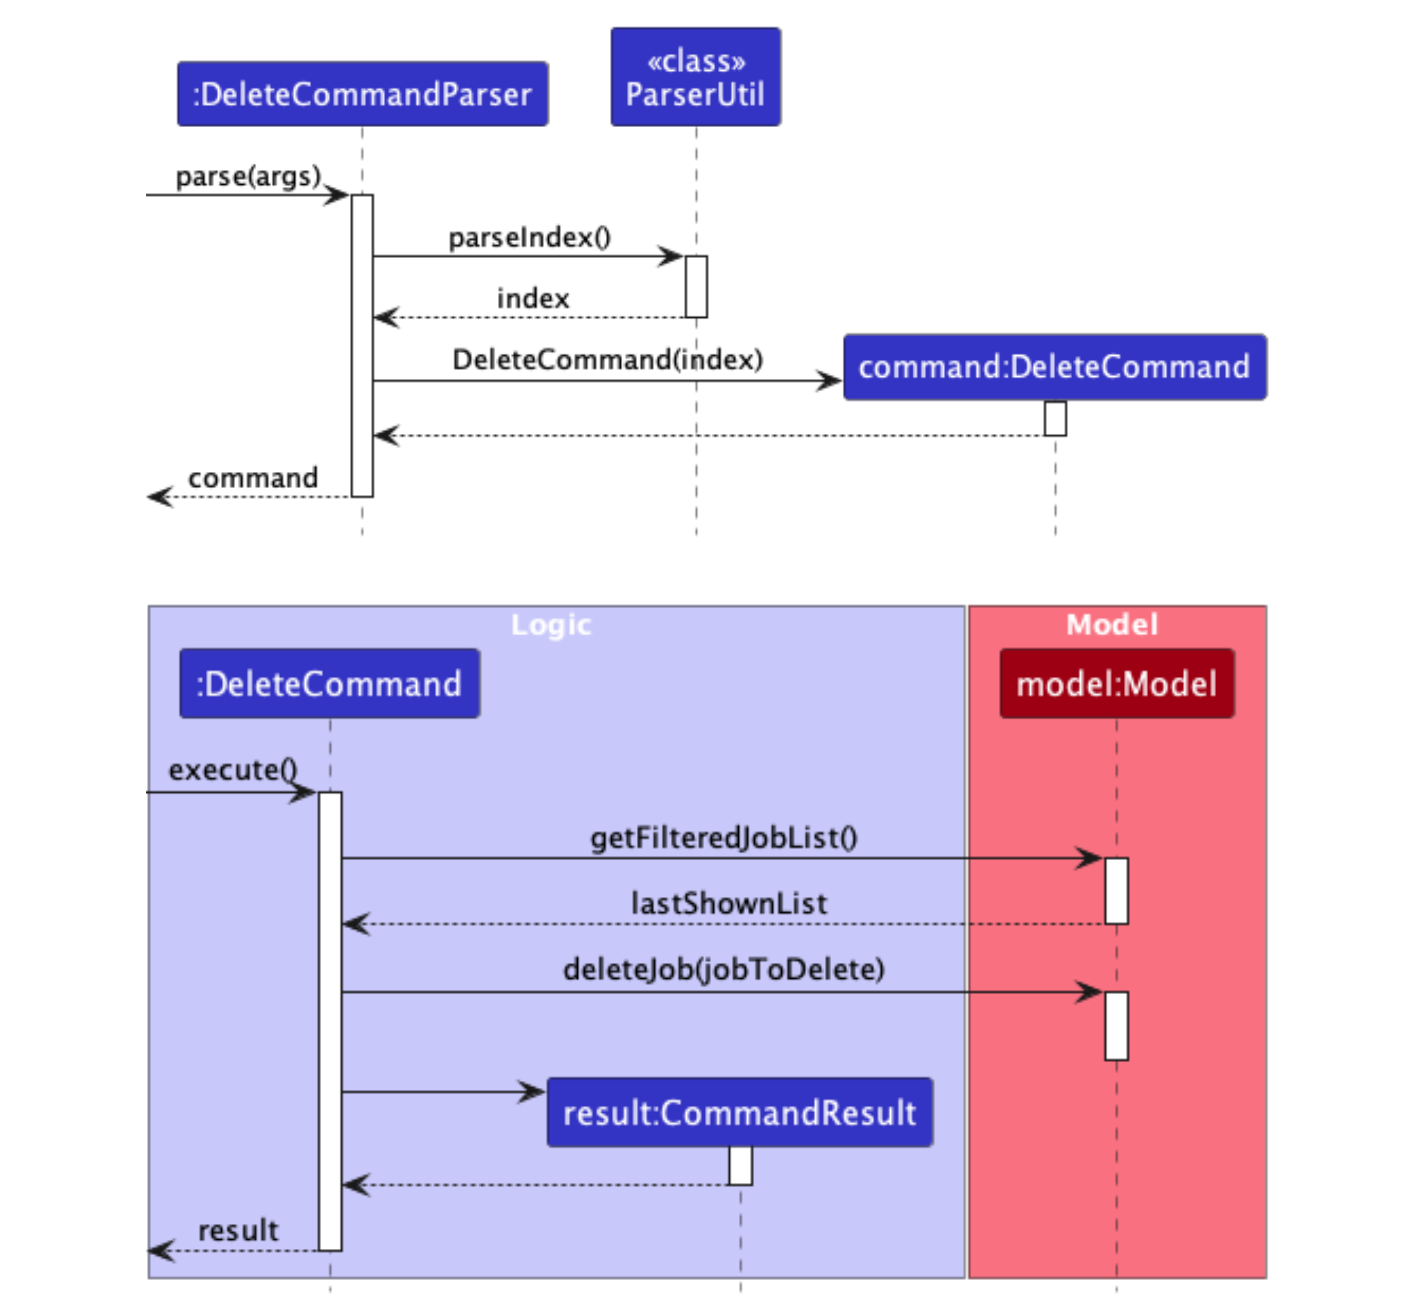 «class»
:DeleteCommandParser
ParserUtil
parse(args)
parseIndex()
index
DeleteCommand(index)
command:DeleteCommand
command
Logic
Model
:DeleteCommand
model:Model
execute()
getFilteredJobList()
lastShownList
deleteJob(jobToDelete)
result:CommandResult
result